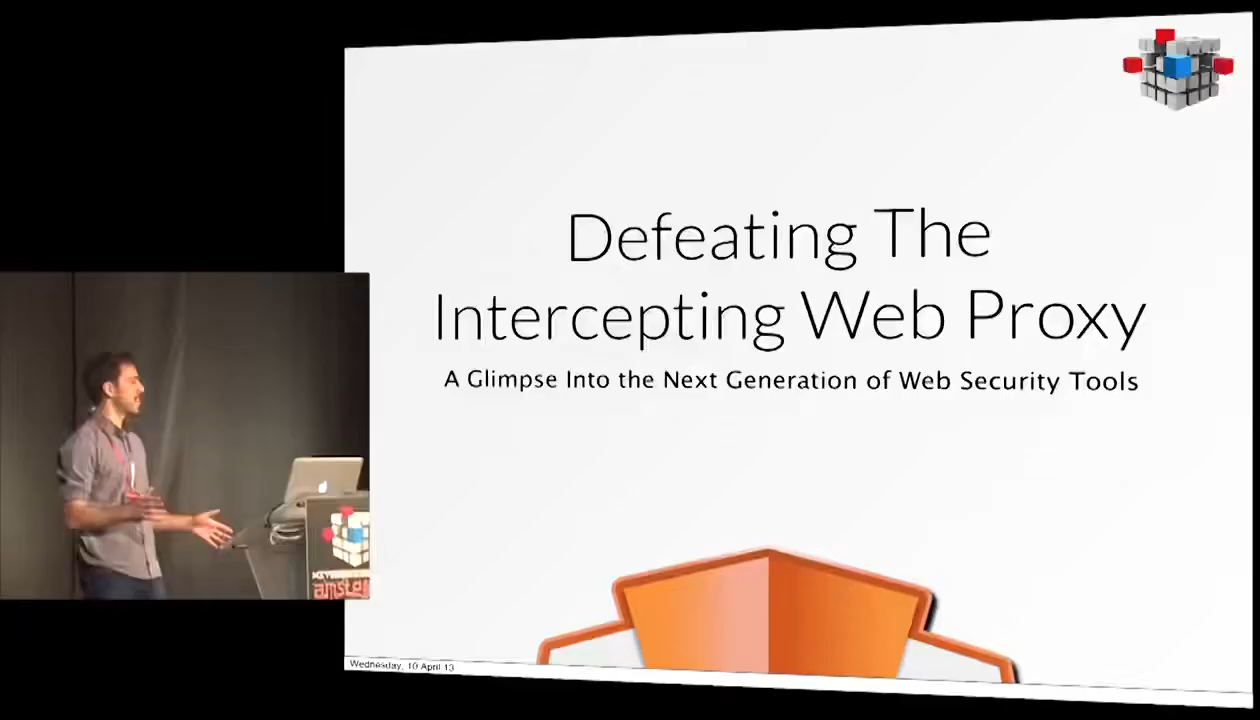 Defeating The
Intercepting Web Proxy
A Glimpse Into the Next Generation of Web Security Tools
Wednesday, 10 April 13